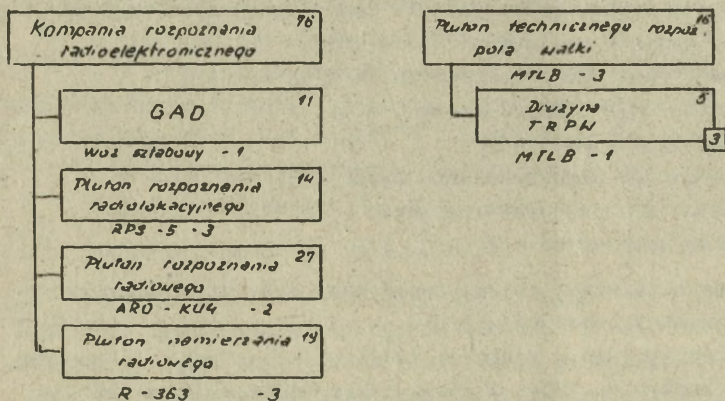 Kompania rozpoznania 76
radioelektronicznego
GAD 11
Wóz sztabowy - 1
Pluton rozpoznania 14
radiolokacyjnego
RPS - 5 - 3
Pluton rozpoznania 27
radiowego
ARO - KU4 - 2
Pluton namierzania 19
radiowego
R - 363 - 3
Pluton technicznego rozpoz. 16
pola walki
MTLB - 3
Drużyna 5
TRPW
3
MTLB - 1